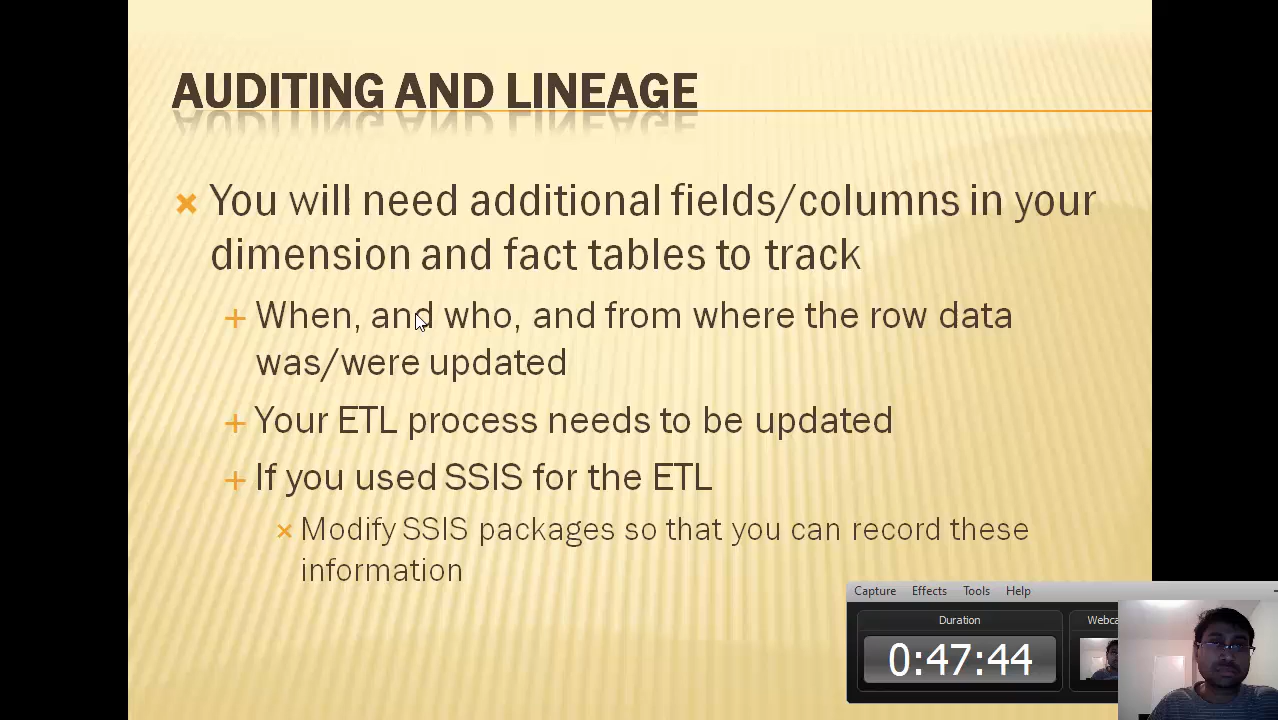 AUDITING AND LINEAGE
You will need additional fields/columns in your
dimension and fact tables to track
When, and who, and from where the row data
was/were updated
Your ETL process needs to be updated
If you used SSIS for the ETL
Modify SSIS packages so that you can record these
information
Capture Effects Tools Help
Duration
0:47:44